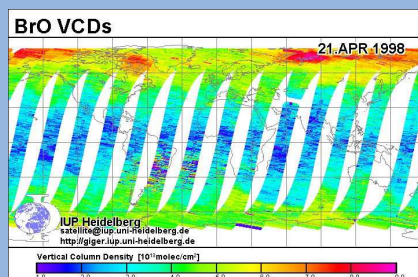 BrO VCDs
21.APR 1998
IUP Heidelberg
satellite@iup.uni-heidelberg.de
http://giger.iup.uni-heidelberg.de
Vertical Column Density [10¹³molec/cm²]